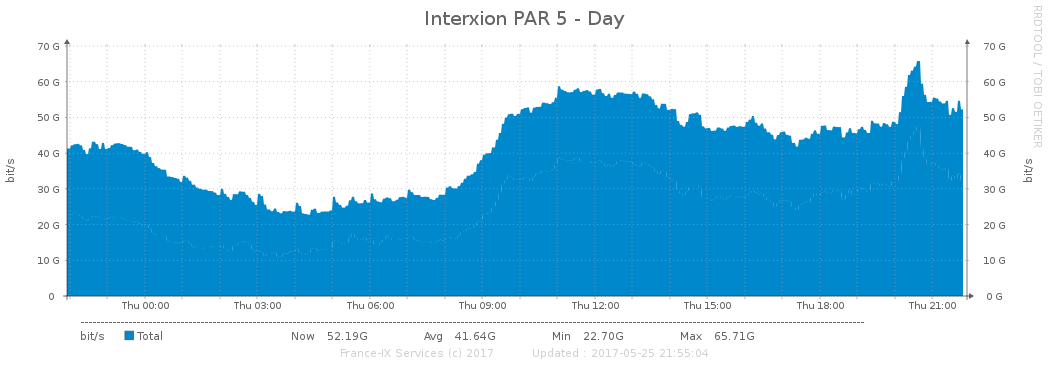 Interxion PAR 5 - Day
RRDTOOL / TOBI OETIKER
bit/s
70 G
60 G
50 G
40 G
30 G
20 G
10 G
0
70 G
60 G
50 G
40 G
30 G
20 G
10 G
0 G
bit/s
Thu 00:00 Thu 03:00 Thu 06:00 Thu 09:00 Thu 12:00 Thu 15:00 Thu 18:00 Thu 21:00
bit/s Total Now 52.19G Avg 41.64G Min 22.70G Max 65.71G
France-IX Services (c) 2017 Updated : 2017-05-25 21:55:04